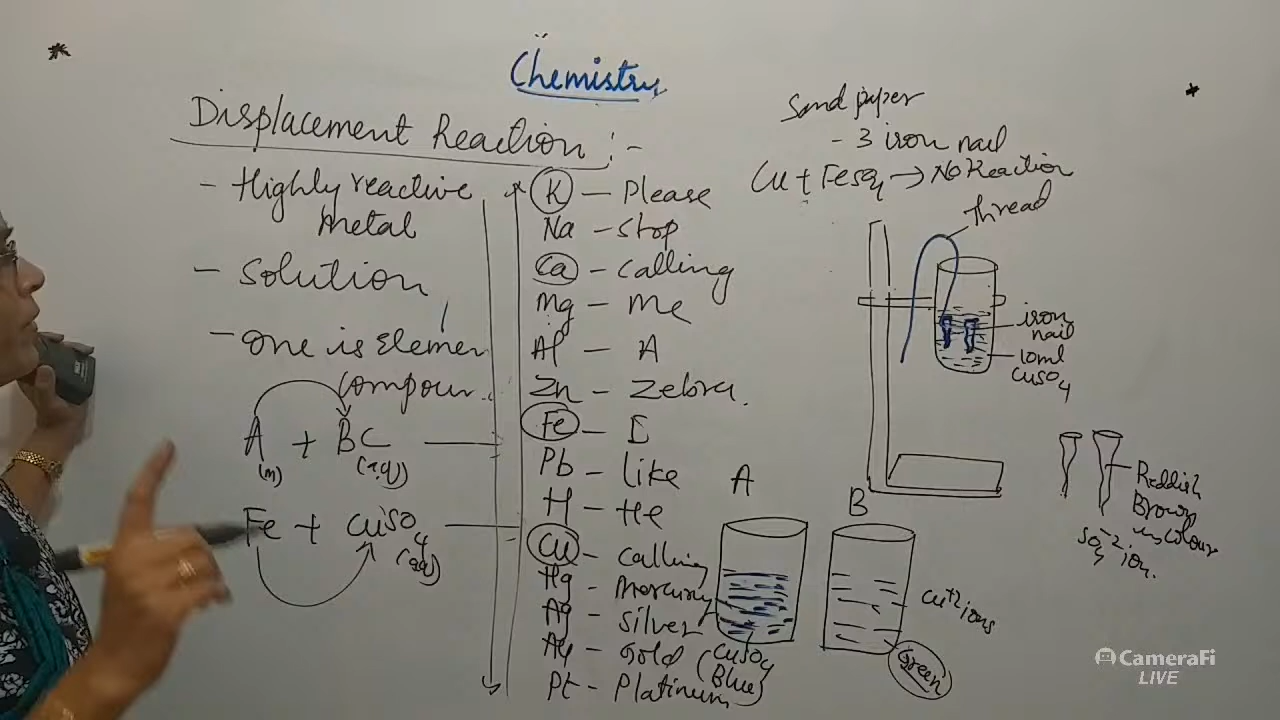 Chemistry
Displacement Reaction :-
- Highly reactive
metal
- Solution
- one is Elemen
Compoun
A + BC
(m) (aq)
Fe + CuSO4
(aq)
K - Please
Na - Stop
Ca - Calling
Mg - Me
Al - A
Zn - Zebra.
Fe - I
Pb - like
H - He
Cu - Calling
Hg - Mercury
Ag - Silver
Au - Gold
Pt - Platinum
Sand paper
- 3 iron nail
Cu + FeSO4 → No Reaction
thread
iron
nail
10ml
CuSO4
A
B
CuSO4
(Blue)
Cu+2 ions
Green
Reddish
Brown
in colour
SO4-2 ion.
CameraFi
LIVE